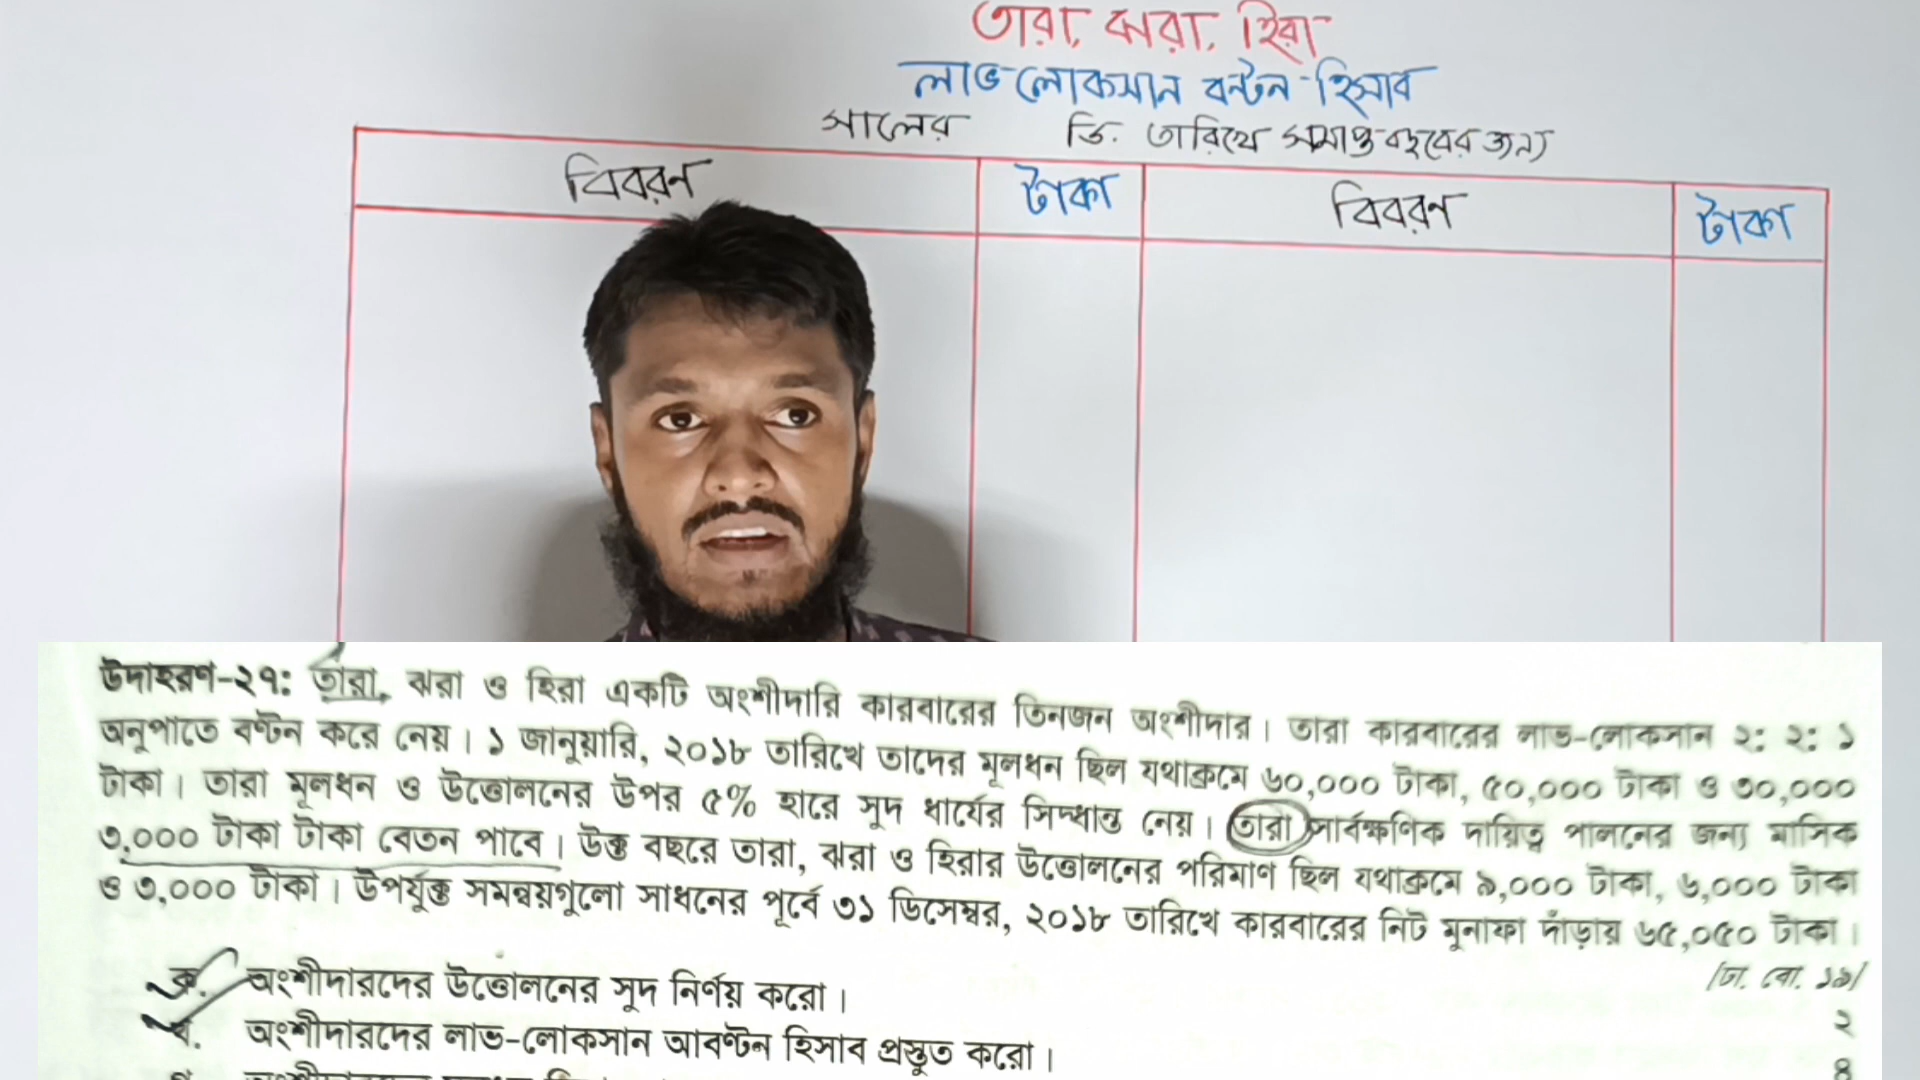 তারা, ঝরা, হিরা
লাভ-লোকসান বন্টন-হিসাব
সালের ডি. তারিখে সমাপ্ত বছরের জন্য
বিবরণ টাকা বিবরণ টাকা
উদাহরণ-২৭: তারা, ঝরা ও হিরা একটি অংশীদারি কারবারের তিনজন অংশীদার। তারা কারবারের লাভ-লোকসান ২: ২: ১
অনুপাতে বণ্টন করে নেয়। ১ জানুয়ারি, ২০১৮ তারিখে তাদের মূলধন ছিল যথাক্রমে ৬০,০০০ টাকা, ৫০,০০০ টাকা ও ৩০,০০০
টাকা। তারা মূলধন ও উত্তোলনের উপর ৫% হারে সুদ ধার্যের সিদ্ধান্ত নেয়। তারা সার্বক্ষণিক দায়িত্ব পালনের জন্য মাসিক
৩,০০০ টাকা টাকা বেতন পাবে। উক্ত বছরে তারা, ঝরা ও হিরার উত্তোলনের পরিমাণ ছিল যথাক্রমে ৯,০০০ টাকা, ৬,০০০ টাকা
ও ৩,০০০ টাকা। উপর্যুক্ত সমন্বয়গুলো সাধনের পূর্বে ৩১ ডিসেম্বর, ২০১৮ তারিখে কারবারের নিট মুনাফা দাঁড়ায় ৬৫,০৫০ টাকা।
[ঢা. বো. ১৯]
ক. অংশীদারদের উত্তোলনের সুদ নির্ণয় করো। ২
খ. অংশীদারদের লাভ-লোকসান আবণ্টন হিসাব প্রস্তুত করো। ৪